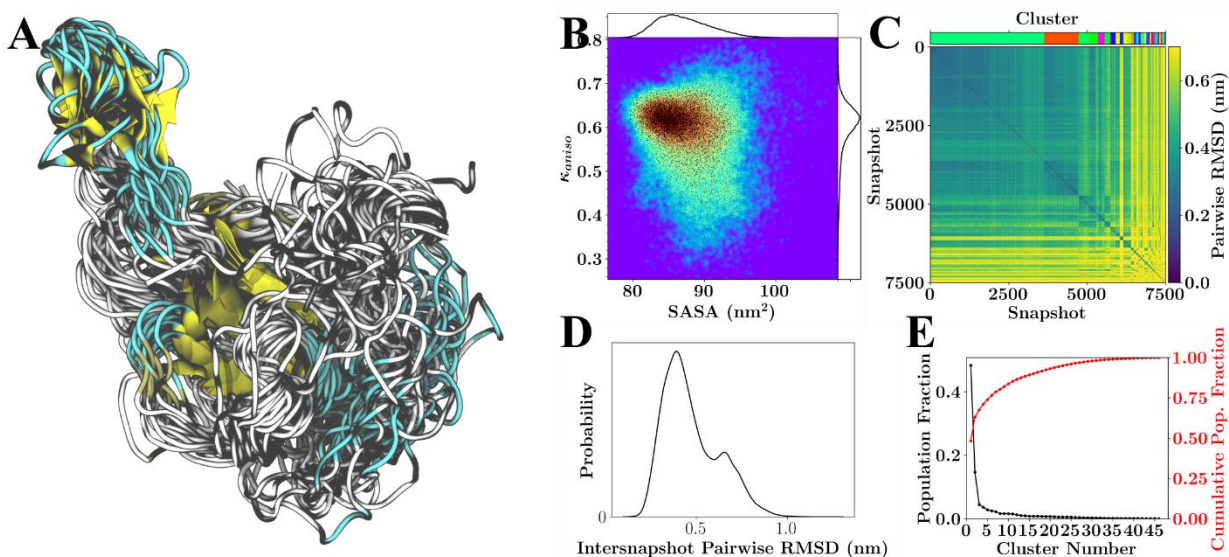 A
B
0.8
0.7
0.6
0.5
0.4
0.3
κaniso
80 90 100
SASA (nm²)
C
Cluster
0
2500
5000
7500
Snapshot
0 2500 5000 7500
Snapshot
0.6
0.4
0.2
0.0
Pairwise RMSD (nm)
D
Probability
0
0.5 1.0
Intersnapshot Pairwise RMSD (nm)
E
Population Fraction
0.4
0.2
0.0
1 5 10 15 20 25 30 35 40 45
Cluster Number
1.00
0.75
0.50
0.25
0.00
Cumulative Pop. Fraction